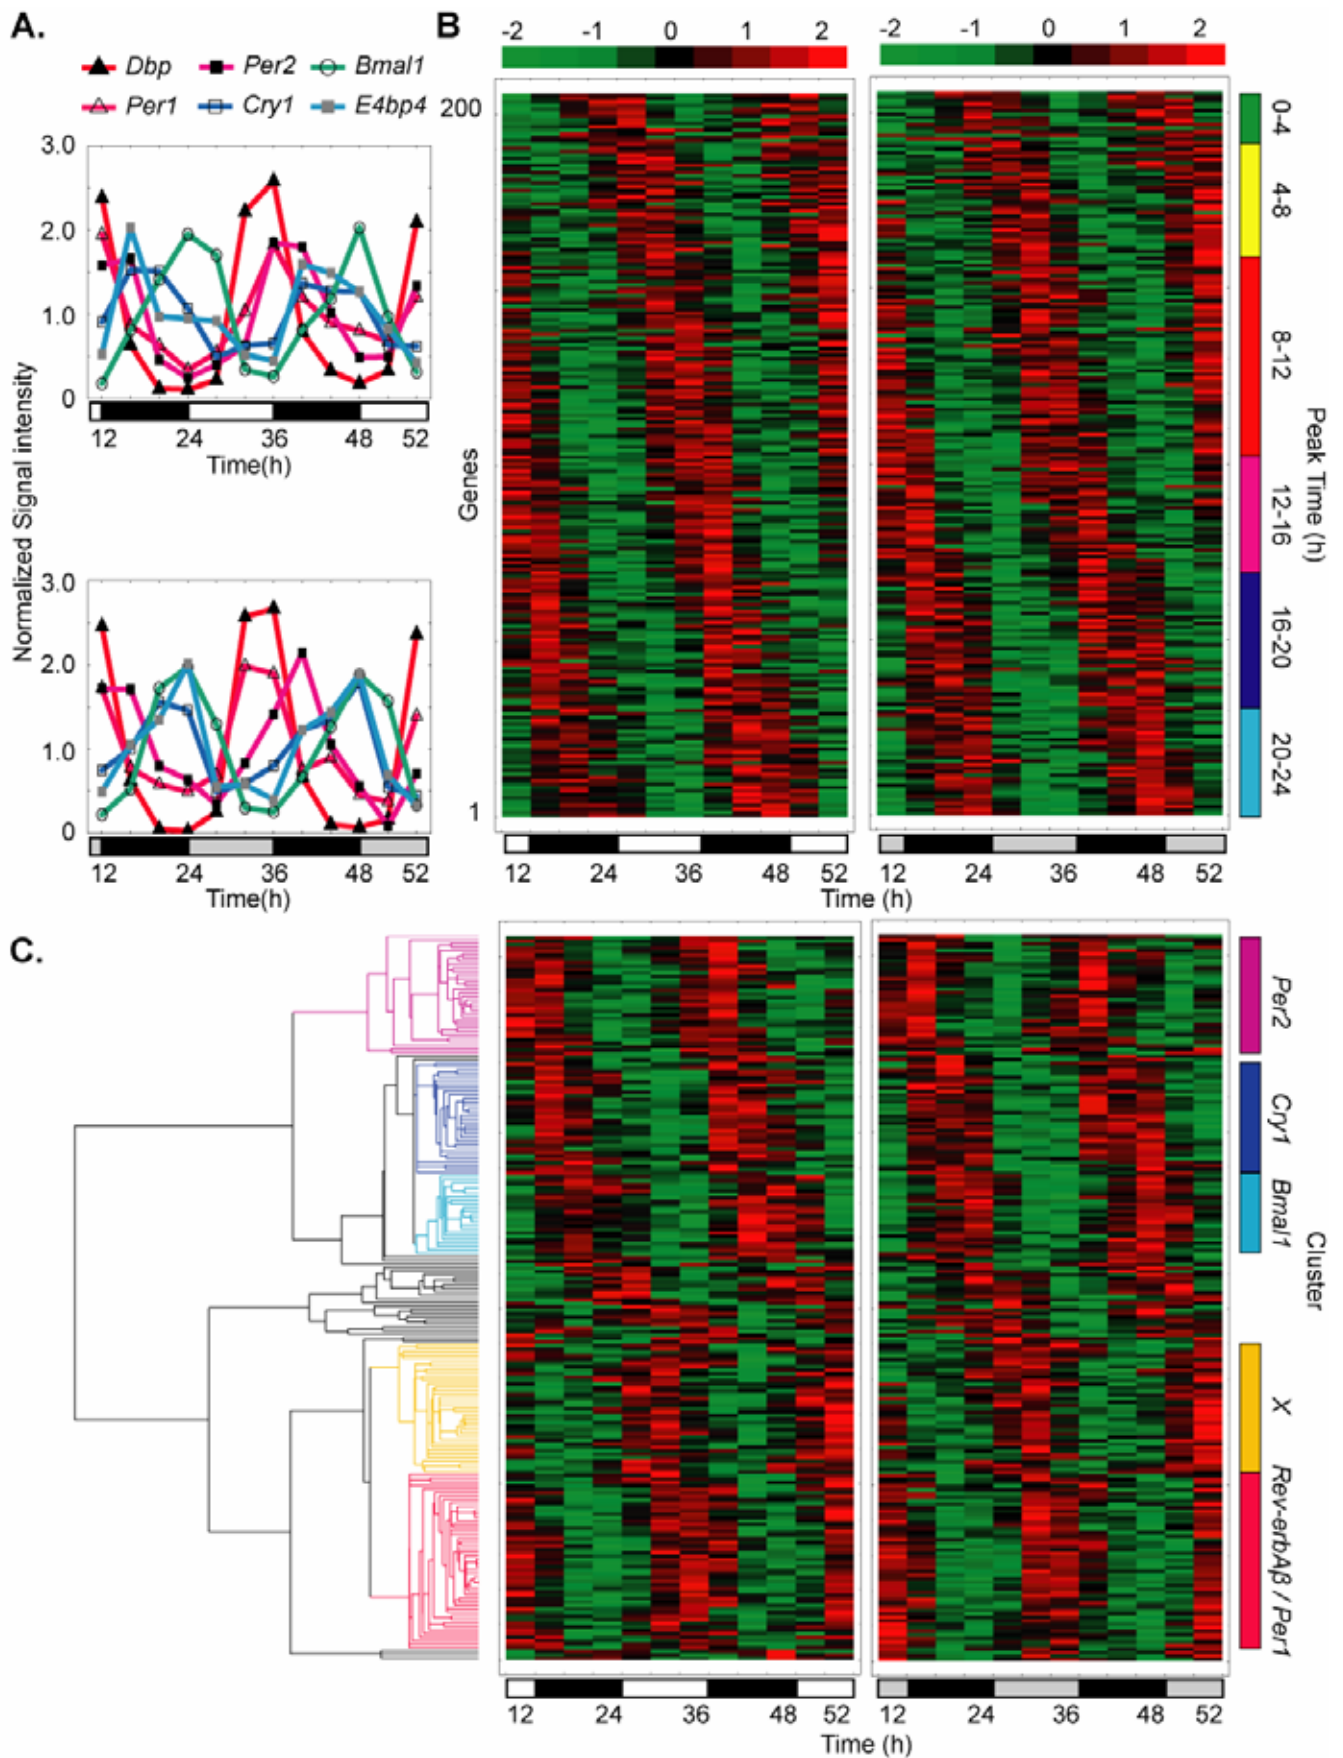 A.
Dbp Per2 Bmal1
Per1 Cry1 E4bp4
Normalized Signal intensity
3.0
2.0
1.0
0
12 24 36 48 52
Time(h)
3.0
2.0
1.0
0
12 24 36 48 52
Time(h)
B
-2 -1 0 1 2
-2 -1 0 1 2
200
Genes
1
0-4
4-8
8-12
12-16
16-20
20-24
Peak Time (h)
12 24 36 48 52
12 24 36 48 52
Time (h)
C.
Per2
Cry1
Bmal1
X
Rev-erbAβ / Per1
Cluster
12 24 36 48 52
12 24 36 48 52
Time (h)